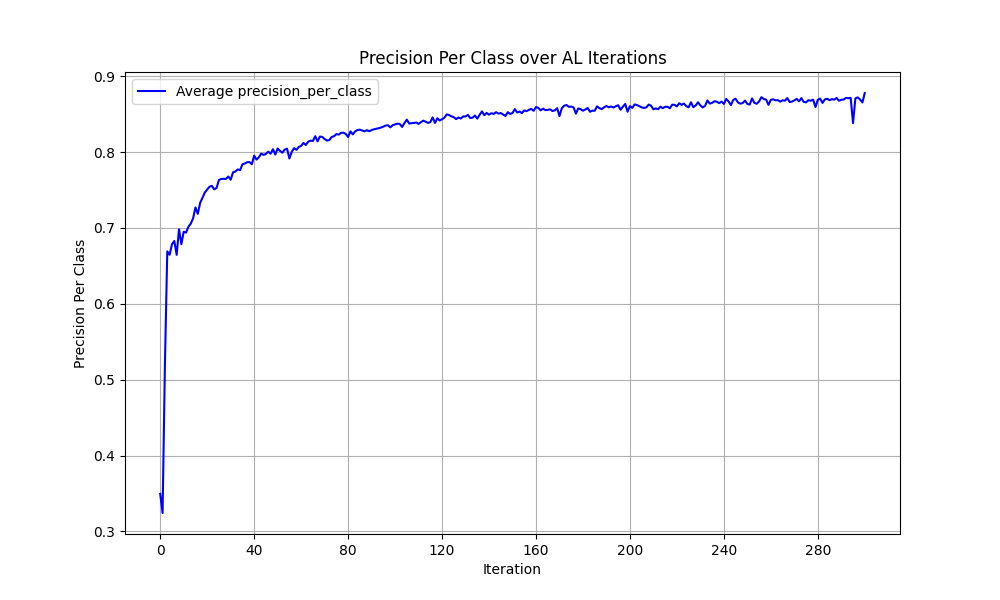 Precision Per Class over AL Iterations
Average precision_per_class
Precision Per Class
0.9
0.8
0.7
0.6
0.5
0.4
0.3
0 40 80 120 160 200 240 280
Iteration